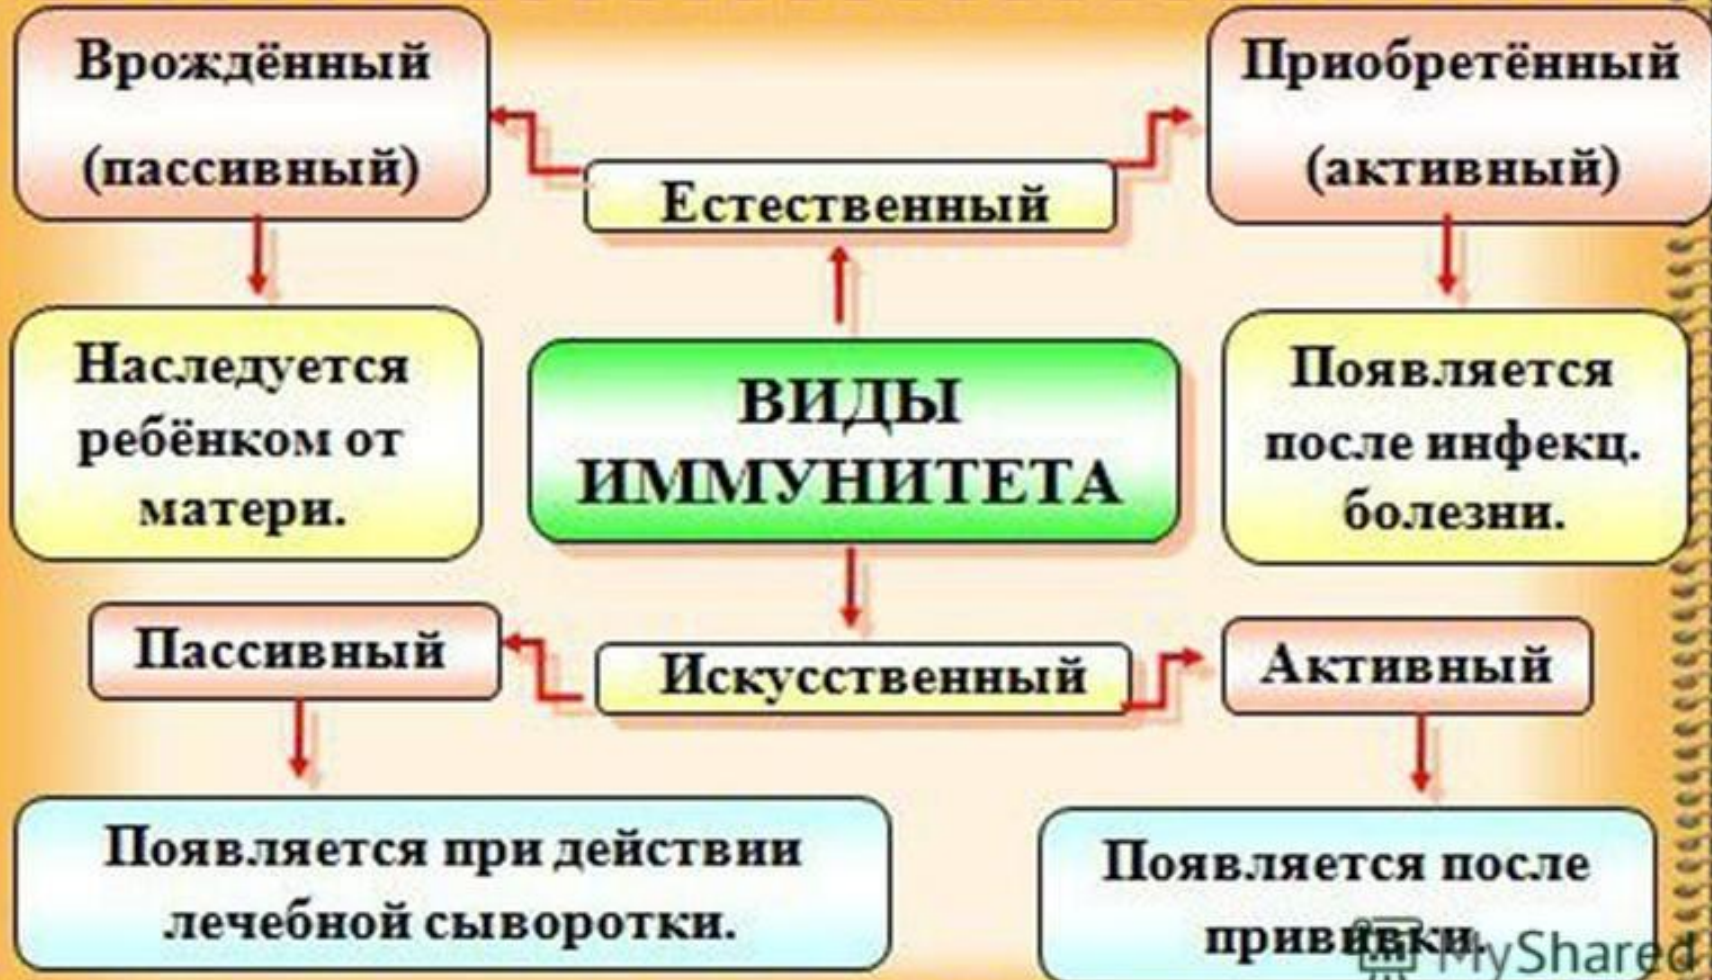 Врождённый
(пассивный)
Приобретённый
(активный)
Естественный
Наследуется
ребёнком от
матери.
ВИДЫ
ИММУНИТЕТА
Появляется
после инфекц.
болезни.
Пассивный
Искусственный
Активный
Появляется при действии
лечебной сыворотки.
Появляется после
прививки.
MyShared